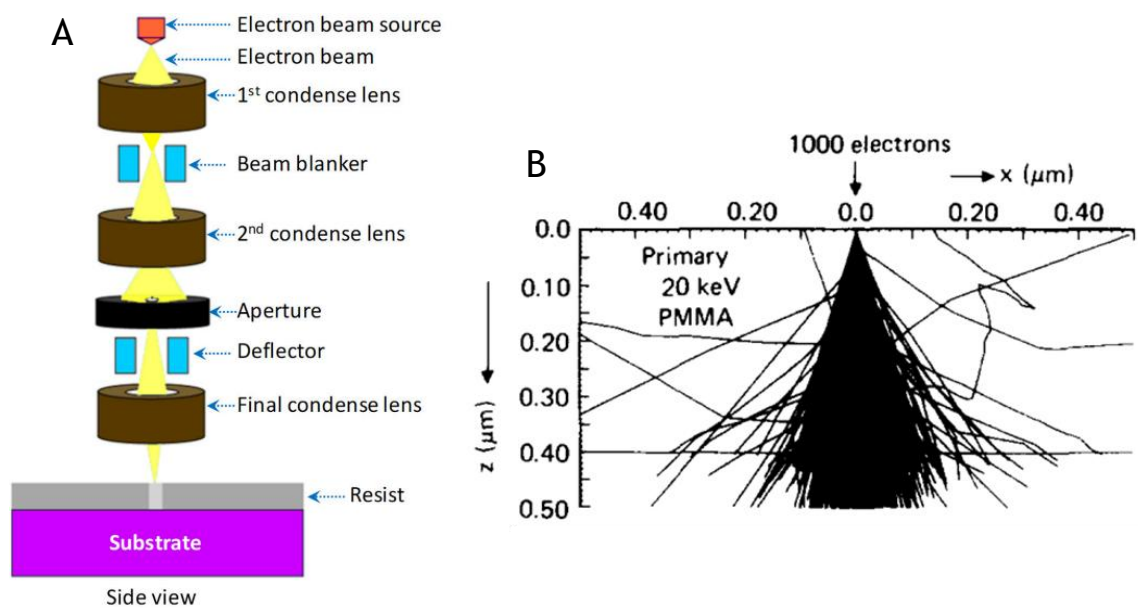 A
Electron beam source
Electron beam
1st condense lens
Beam blanker
2nd condense lens
Aperture
Deflector
Final condense lens
Resist
Substrate
Side view
B
1000 electrons
x (μm)
0.40 0.20 0.0 0.20 0.40
0.0
0.10
0.20
0.30
0.40
0.50
z (μm)
Primary
20 keV
PMMA